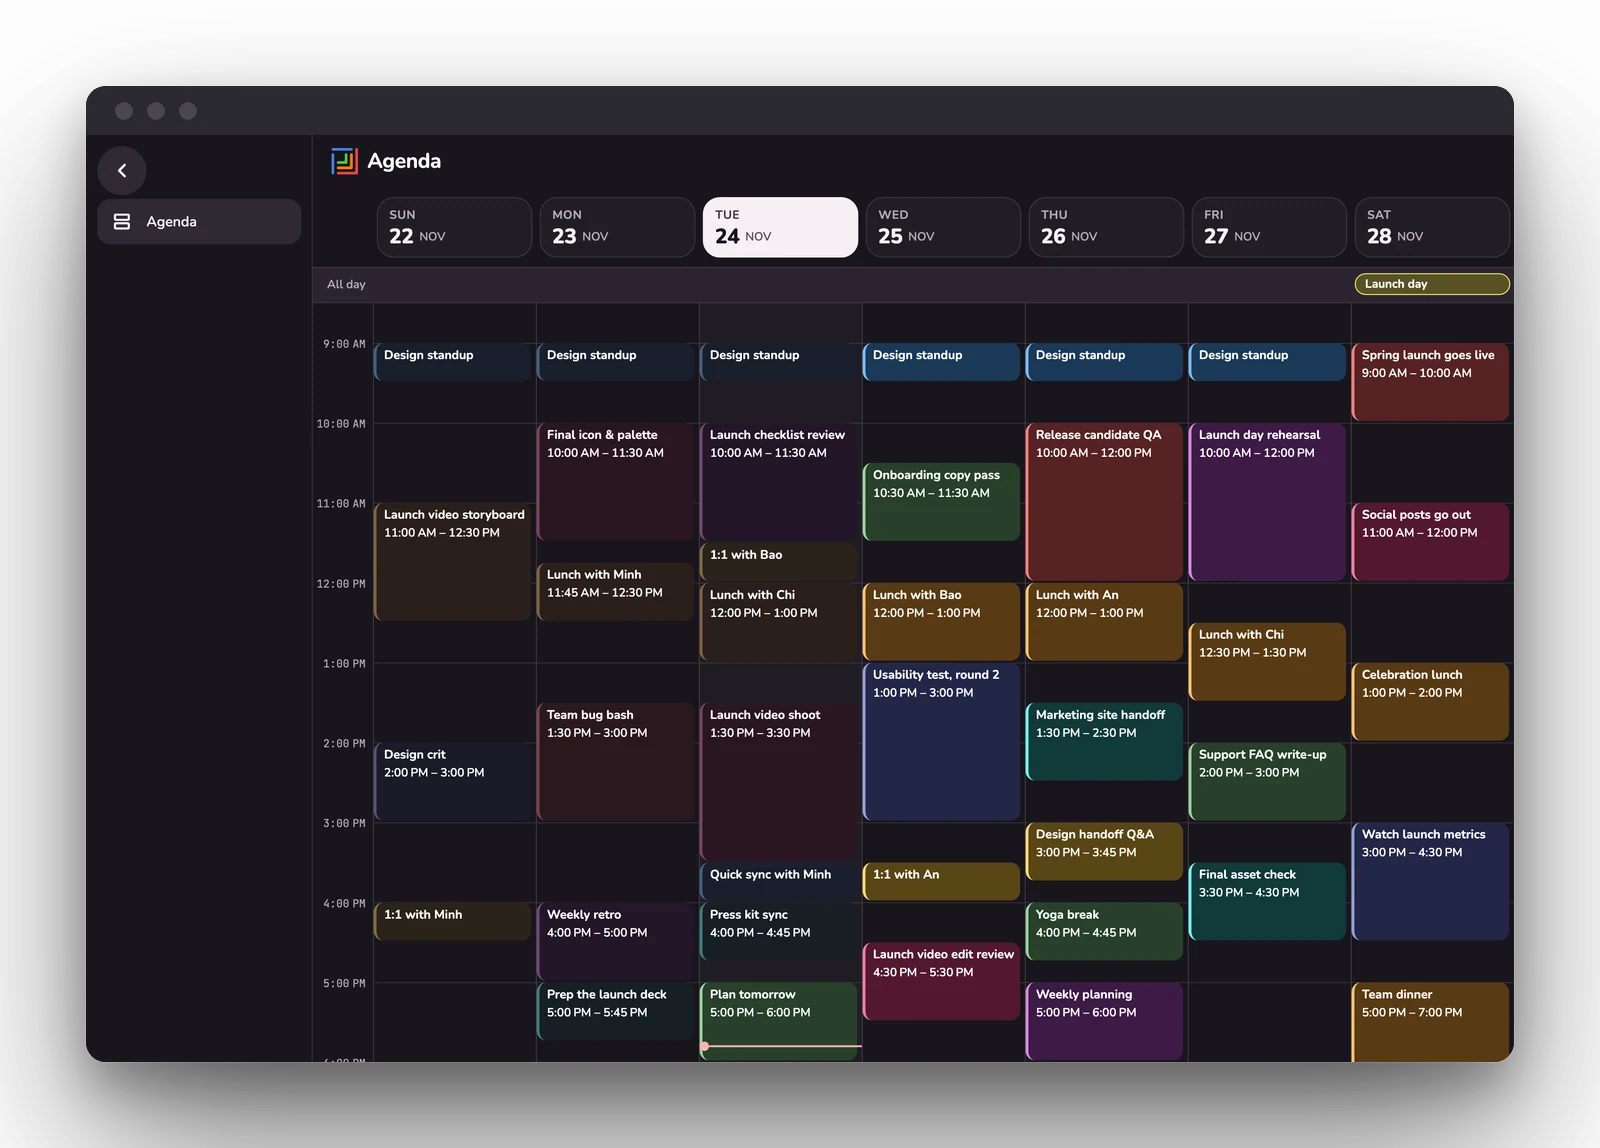 Agenda
Agenda
SUN
22 NOV
MON
23 NOV
TUE
24 NOV
WED
25 NOV
THU
26 NOV
FRI
27 NOV
SAT
28 NOV
All day
Launch day
9:00 AM
10:00 AM
11:00 AM
12:00 PM
1:00 PM
2:00 PM
3:00 PM
4:00 PM
5:00 PM
Design standup
Launch video storyboard
11:00 AM – 12:30 PM
Design crit
2:00 PM – 3:00 PM
1:1 with Minh
Design standup
Final icon & palette
10:00 AM – 11:30 AM
Lunch with Minh
11:45 AM – 12:30 PM
Team bug bash
1:30 PM – 3:00 PM
Weekly retro
4:00 PM – 5:00 PM
Prep the launch deck
5:00 PM – 5:45 PM
Design standup
Launch checklist review
10:00 AM – 11:30 AM
1:1 with Bao
Lunch with Chi
12:00 PM – 1:00 PM
Launch video shoot
1:30 PM – 3:30 PM
Quick sync with Minh
Press kit sync
4:00 PM – 4:45 PM
Plan tomorrow
5:00 PM – 6:00 PM
Design standup
Onboarding copy pass
10:30 AM – 11:30 AM
Lunch with Bao
12:00 PM – 1:00 PM
Usability test, round 2
1:00 PM – 3:00 PM
1:1 with An
Launch video edit review
4:30 PM – 5:30 PM
Design standup
Release candidate QA
10:00 AM – 12:00 PM
Lunch with An
12:00 PM – 1:00 PM
Marketing site handoff
1:30 PM – 2:30 PM
Design handoff Q&A
3:00 PM – 3:45 PM
Yoga break
4:00 PM – 4:45 PM
Weekly planning
5:00 PM – 6:00 PM
Design standup
Launch day rehearsal
10:00 AM – 12:00 PM
Lunch with Chi
12:30 PM – 1:30 PM
Support FAQ write-up
2:00 PM – 3:00 PM
Final asset check
3:30 PM – 4:30 PM
Spring launch goes live
9:00 AM – 10:00 AM
Social posts go out
11:00 AM – 12:00 PM
Celebration lunch
1:00 PM – 2:00 PM
Watch launch metrics
3:00 PM – 4:30 PM
Team dinner
5:00 PM – 7:00 PM